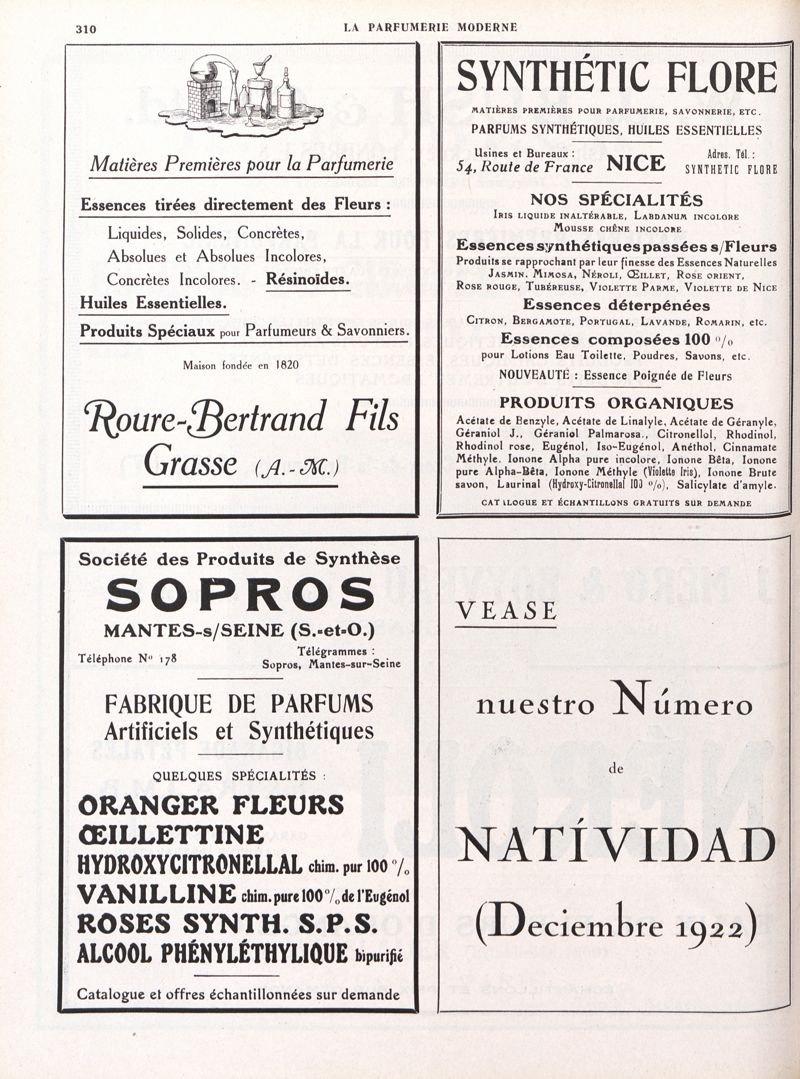 310
LA PARFUMERIE MODERNE
Matières Premières pour la Parfumerie
Essences tirées directement des Fleurs :
Liquides, Solides, Concrètes,
Absolues et Absolues Incolores,
Concrètes Incolores. - Résinoïdes.
Huiles Essentielles.
Produits Spéciaux pour Parfumeurs & Savonniers.
Maison fondée en 1820
Roure-Bertrand Fils
Grasse (A.-M.)
SYNTHÉTIC FLORE
MATIÈRES PREMIÈRES POUR PARFUMERIE, SAVONNERIE, ETC.
PARFUMS SYNTHÉTIQUES, HUILES ESSENTIELLES
Usines et Bureaux :
54, Route de France
NICE
Adres. Tél. :
SYNTHETIC FLORE
NOS SPÉCIALITÉS
IRIS LIQUIDE INALTÉRABLE, LABDANUM INCOLORE
MOUSSE CHÊNE INCOLORE
Essences synthétiques passées s/Fleurs
Produits se rapprochant par leur finesse des Essences Naturelles
JASMIN. MIMOSA, NÉROLI, ŒILLET, ROSE ORIENT,
ROSE ROUGE, TUBÉREUSE, VIOLETTE PARME, VIOLETTE DE NICE
Essences déterpénées
CITRON, BERGAMOTE, PORTUGAL, LAVANDE, ROMARIN, etc.
Essences composées 100 %
pour Lotions Eau Toilette, Poudres, Savons, etc.
NOUVEAUTÉ : Essence Poignée de Fleurs
PRODUITS ORGANIQUES
Acétate de Benzyle, Acétate de Linalyle, Acétate de Géranyle,
Géraniol J., Géraniol Palmarosa., Citronellol, Rhodinol,
Rhodinol rose, Eugénol, Iso-Eugénol, Anéthol, Cinnamate
Méthyle. Ionone Alpha pure incolore, Ionone Bêta, Ionone
pure Alpha-Bêta, Ionone Méthyle (Violette Iris), Ionone Brute
savon, Laurinal (Hydroxy-Citronellal 100 %), Salicylate d'amyle.
CATALOGUE ET ÉCHANTILLONS GRATUITS SUR DEMANDE
Société des Produits de Synthèse
SOPROS
MANTES-s/SEINE (S.-et-O.)
Téléphone No 178
Télégrammes :
Sopros, Mantes-sur-Seine
FABRIQUE DE PARFUMS
Artificiels et Synthétiques
QUELQUES SPÉCIALITÉS :
ORANGER FLEURS
ŒILLETTINE
HYDROXYCITRONELLAL chim. pur 100 %
VANILLINE chim. pure 100 % de l'Eugénol
ROSES SYNTH. S.P.S.
ALCOOL PHÉNYLÉTHYLIQUE bipurifié
Catalogue et offres échantillonnées sur demande
VEASE
nuestro Número
de
NATÍVIDAD
(Deciembre 1922)